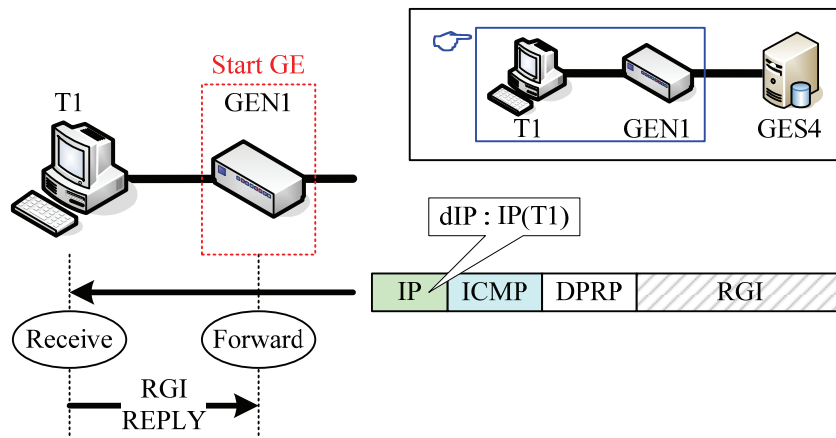 Start GE
T1
GEN1
T1
GEN1
GES4
dIP : IP(T1)
IP
ICMP
DPRP
RGI
Receive
Forward
RGI
REPLY